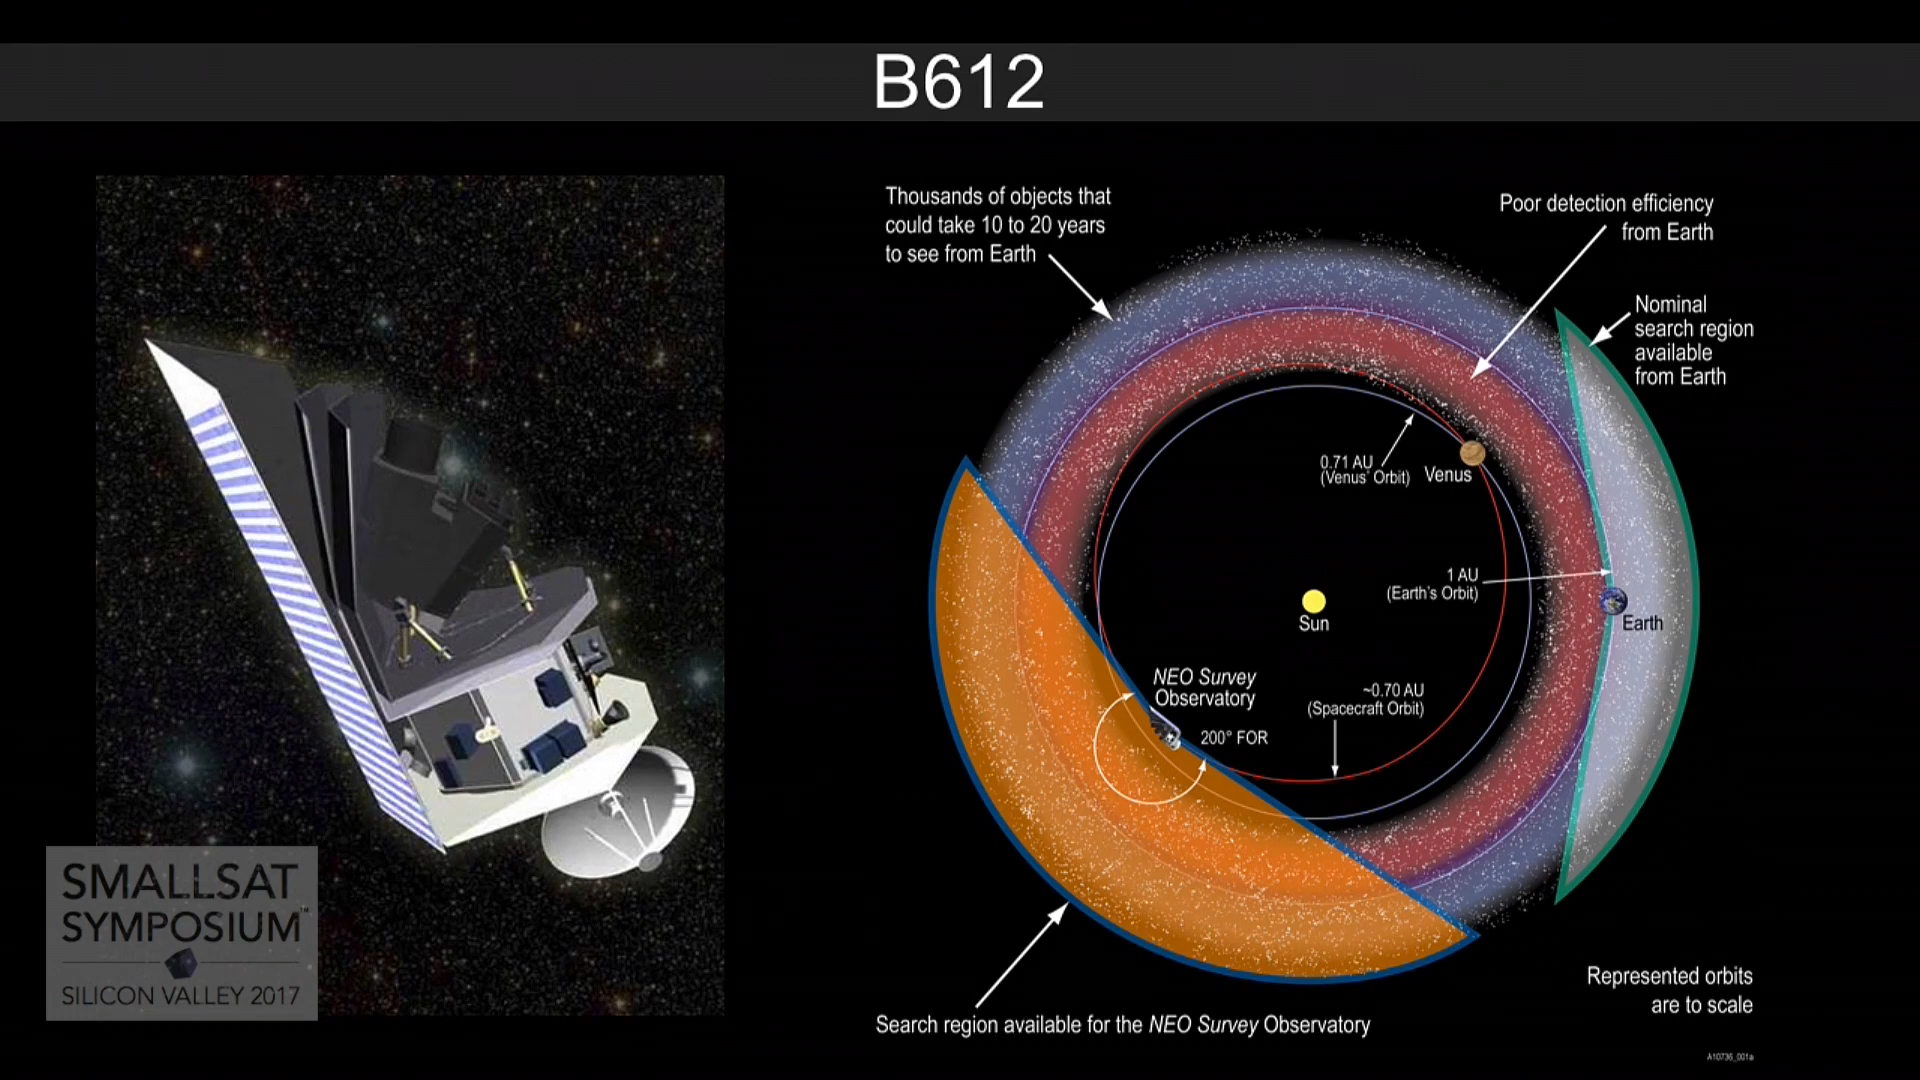 B612
Thousands of objects that
could take 10 to 20 years
to see from Earth
Poor detection efficiency
from Earth
Nominal
search region
available
from Earth
0.71 AU
(Venus' Orbit)
Venus
1 AU
(Earth's Orbit)
Sun
Earth
NEO Survey
Observatory
~0.70 AU
(Spacecraft Orbit)
200° FOR
Search region available for the NEO Survey Observatory
Represented orbits
are to scale
A10736_001a
SMALLSAT
SYMPOSIUM™
SILICON VALLEY 2017